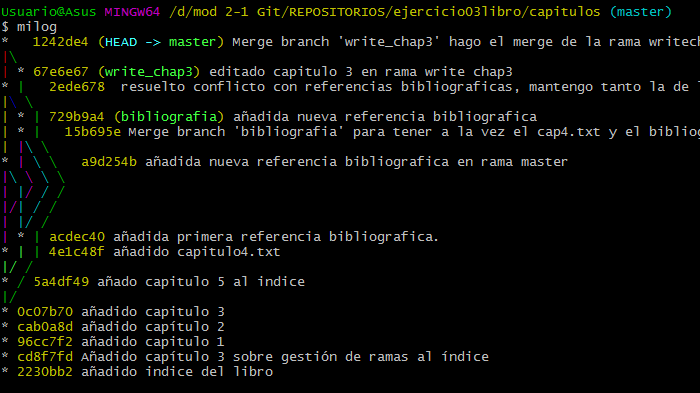 Usuario@Asus MINGW64 /d/mod 2-1 Git/REPOSITORIOS/ejercicio03libro/capitulos (master)
$ milog
*   1242de4 (HEAD -> master) Merge branch 'write_chap3' hago el merge de la rama writech
|\
| * 67e6e67 (write_chap3) editado capitulo 3 en rama write chap3
* |   2ede678  resuelto conflicto con referencias bibliograficas, mantengo tanto la de l
|\ \
| * | 729b9a4 (bibliografia) añadida nueva referencia bibliografica
| * |   15b695e Merge branch 'bibliografia' para tener a la vez el cap4.txt y el bibliog
| |\ \
* | \ \   a9d254b añadida nueva referencia bibliografica en rama master
|\ \ \ \
| | |/ / /
|/| / /
| |/ /
| * | acdec40 añadida primera referencia bibliografica.
* | | 4e1c48f añadido capitulo4.txt
|/ /
* / 5a4df49 añado capitulo 5 al indice
|/
* 0c07b70 añadido capitulo 3
* cab0a8d añadido capitulo 2
* 96cc7f2 añadido capitulo 1
* cd8f7fd Añadido capítulo 3 sobre gestión de ramas al índice
* 2230bb2 añadido indice del libro